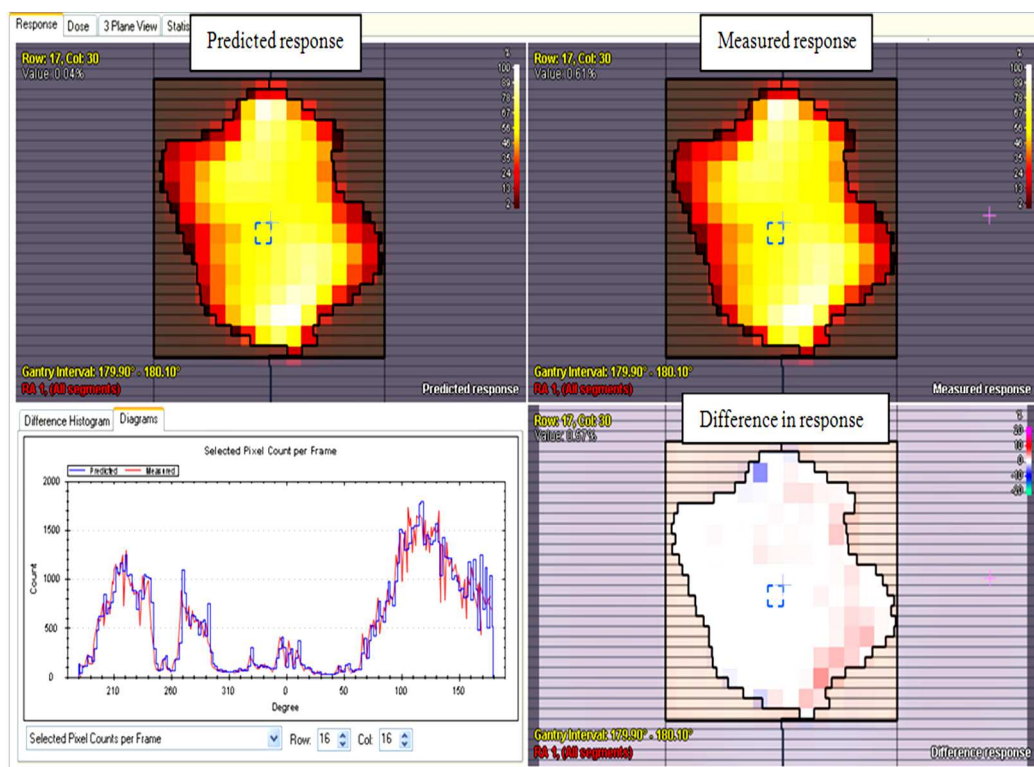 Response Dose 3 Plane View Statis
Predicted response
Row: 17, Col: 30
Value: 0.04%
%
100
89
78
67
56
46
35
24
13
2
Gantry Interval: 179.90° - 180.10°
RA 1, (All segments)
Predicted response
Measured response
Row: 17, Col: 30
Value: 0.61%
%
100
89
78
67
56
46
35
24
13
2
Gantry Interval: 179.90° - 180.10°
RA 1, (All segments)
Measured response
Difference Histogram Diagrams
Selected Pixel Count per Frame
Predicted Measured
2000
1500
1000
500
0
Count
210 260 310 0 50 100 150
Degree
Selected Pixel Counts per Frame Row: 16 Col: 16
Difference in response
Row: 17, Col: 30
Value: 0.57%
%
20
10
0
-10
-20
Gantry Interval: 179.90° - 180.10°
RA 1, (All segments)
Difference response